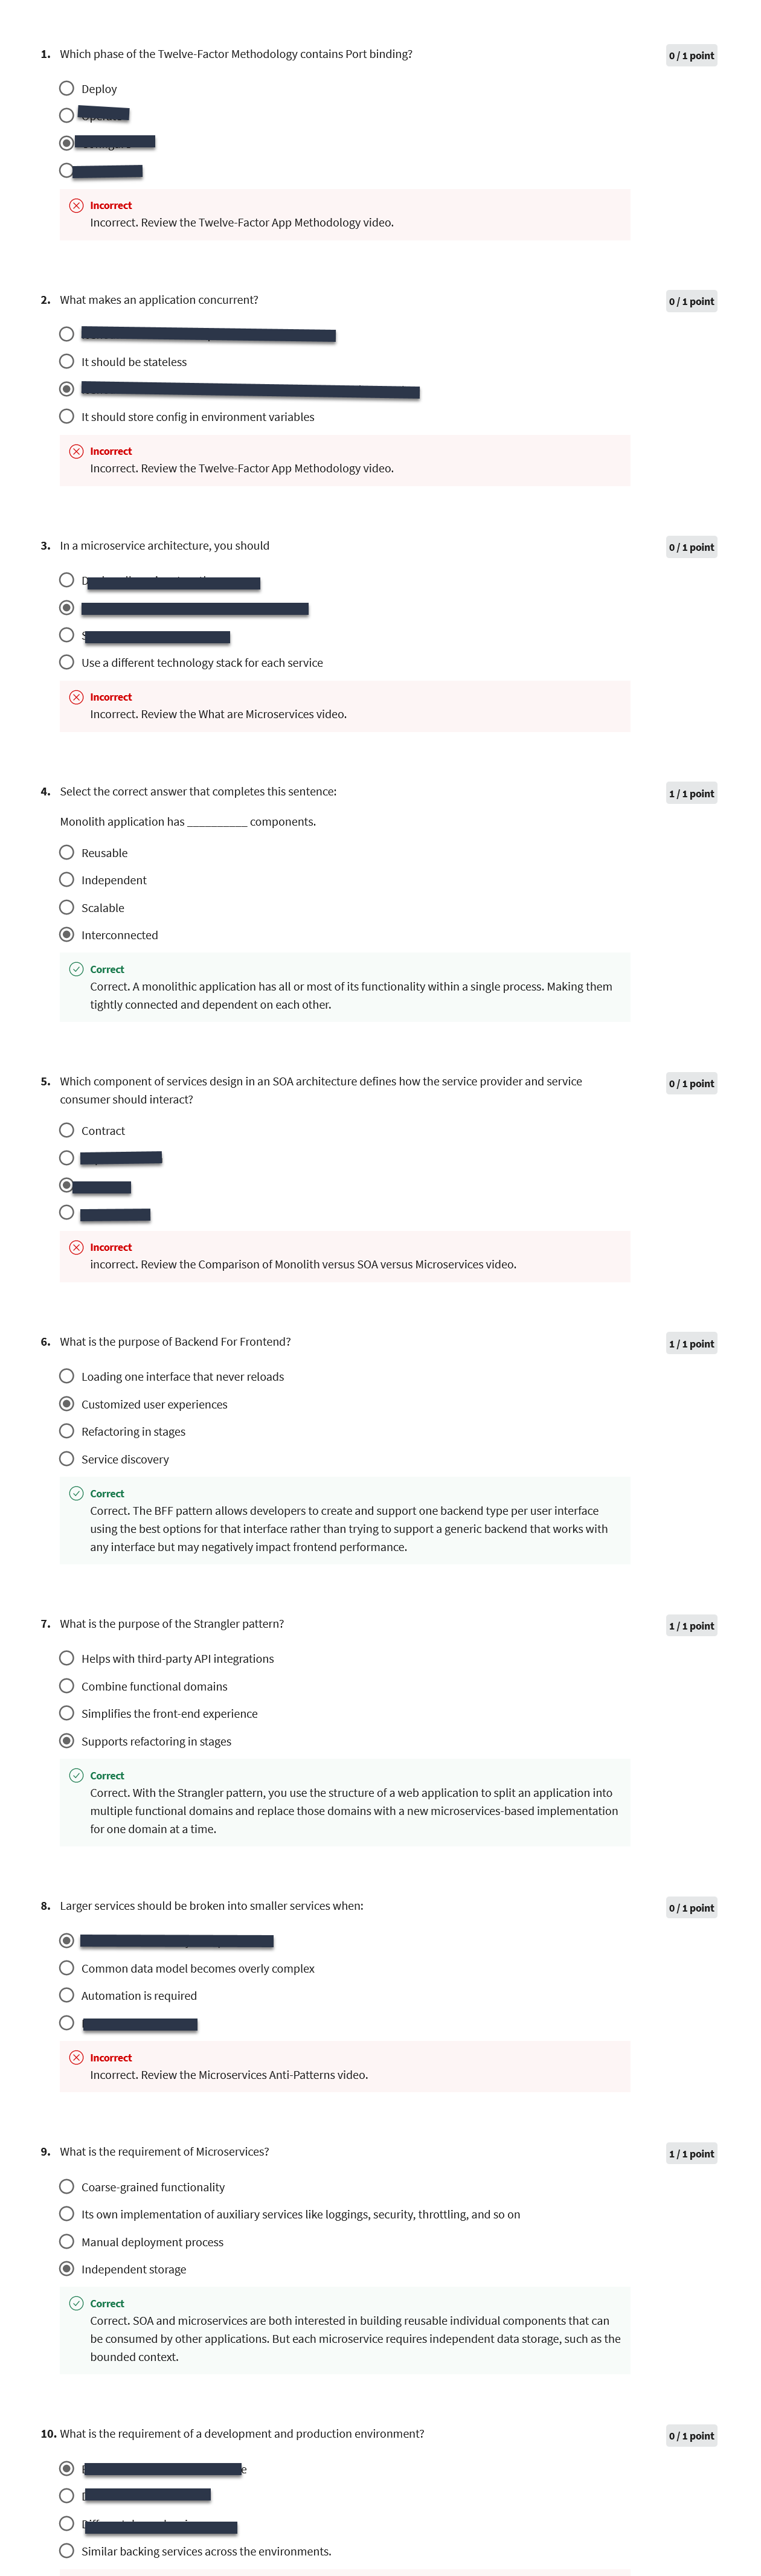 1. Which phase of the Twelve-Factor Methodology contains Port binding?
0 / 1 point
Deploy
Incorrect
Incorrect. Review the Twelve-Factor App Methodology video.
2. What makes an application concurrent?
0 / 1 point
It should be stateless
It should store config in environment variables
Incorrect
Incorrect. Review the Twelve-Factor App Methodology video.
3. In a microservice architecture, you should
0 / 1 point
Use a different technology stack for each service
Incorrect
Incorrect. Review the What are Microservices video.
4. Select the correct answer that completes this sentence:
1 / 1 point
Monolith application has __________ components.
Reusable
Independent
Scalable
Interconnected
Correct
Correct. A monolithic application has all or most of its functionality within a single process. Making them
tightly connected and dependent on each other.
5. Which component of services design in an SOA architecture defines how the service provider and service
consumer should interact?
0 / 1 point
Contract
Incorrect
incorrect. Review the Comparison of Monolith versus SOA versus Microservices video.
6. What is the purpose of Backend For Frontend?
1 / 1 point
Loading one interface that never reloads
Customized user experiences
Refactoring in stages
Service discovery
Correct
Correct. The BFF pattern allows developers to create and support one backend type per user interface
using the best options for that interface rather than trying to support a generic backend that works with
any interface but may negatively impact frontend performance.
7. What is the purpose of the Strangler pattern?
1 / 1 point
Helps with third-party API integrations
Combine functional domains
Simplifies the front-end experience
Supports refactoring in stages
Correct
Correct. With the Strangler pattern, you use the structure of a web application to split an application into
multiple functional domains and replace those domains with a new microservices-based implementation
for one domain at a time.
8. Larger services should be broken into smaller services when:
0 / 1 point
Common data model becomes overly complex
Automation is required
Incorrect
Incorrect. Review the Microservices Anti-Patterns video.
9. What is the requirement of Microservices?
1 / 1 point
Coarse-grained functionality
Its own implementation of auxiliary services like loggings, security, throttling, and so on
Manual deployment process
Independent storage
Correct
Correct. SOA and microservices are both interested in building reusable individual components that can
be consumed by other applications. But each microservice requires independent data storage, such as the
bounded context.
10. What is the requirement of a development and production environment?
0 / 1 point
Similar backing services across the environments.